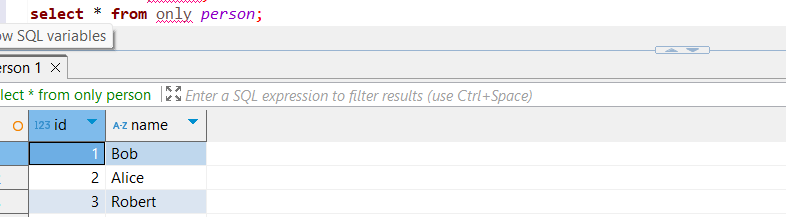 select * from only person;
ow SQL variables
erson 1
lect * from only person Enter a SQL expression to filter results (use Ctrl+Space)
123 id A-Z name
1 Bob
2 Alice
3 Robert